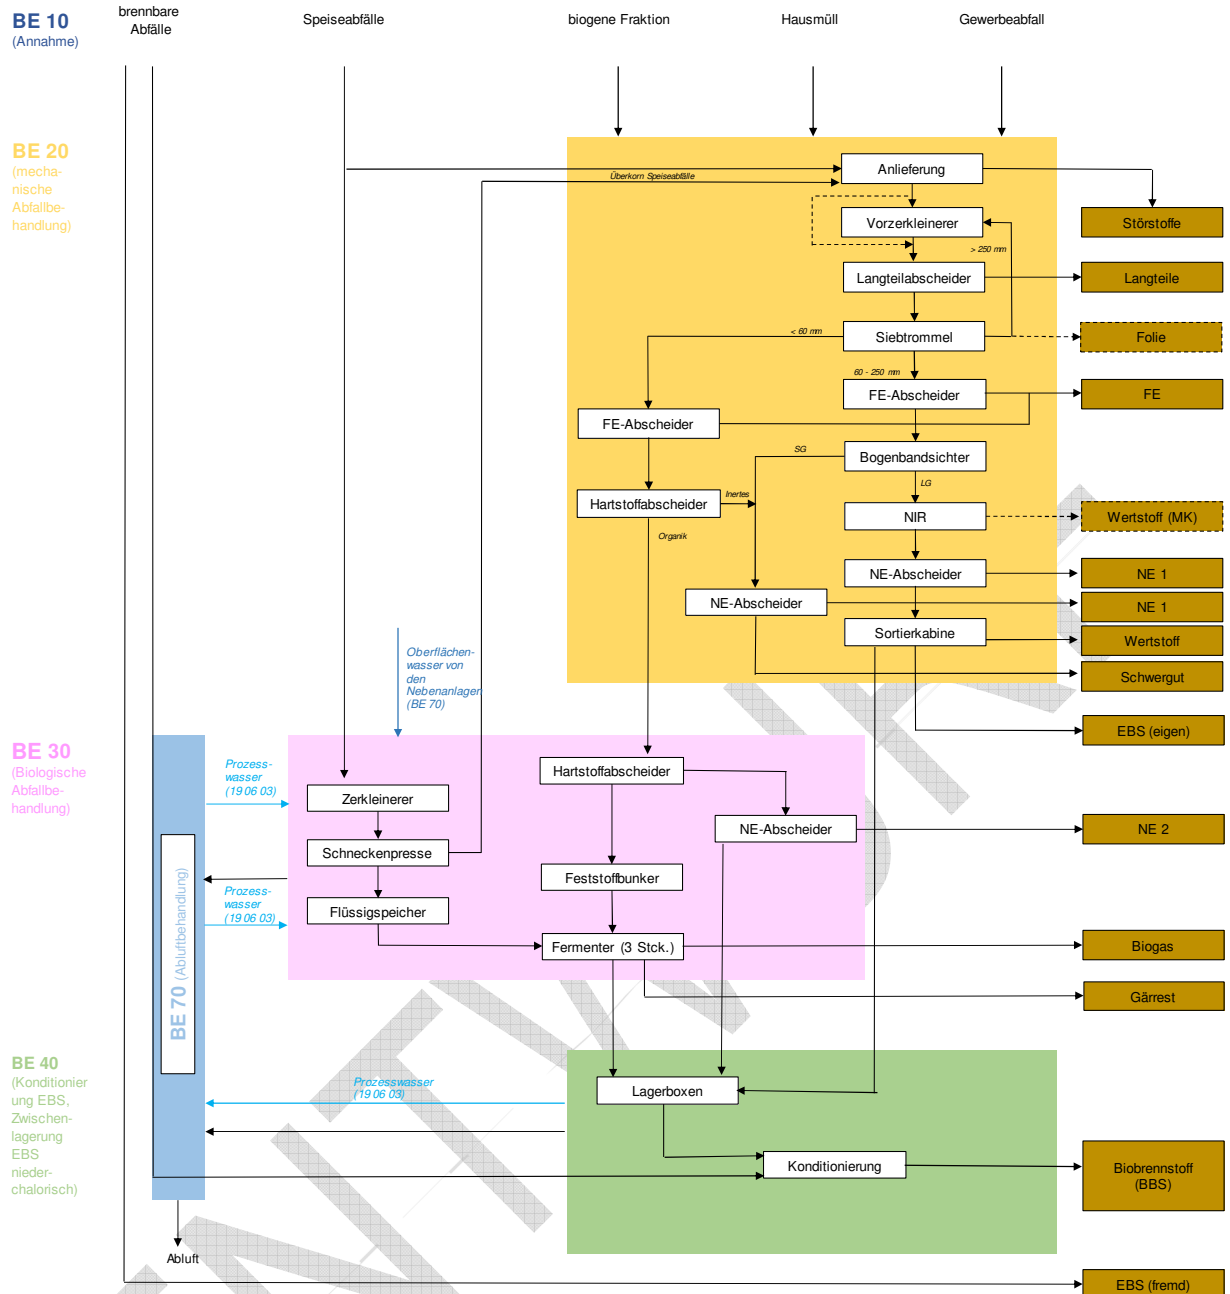 BE 10
(Annahme)
brennbare
Abfälle
Speiseabfälle
biogene Fraktion
Hausmüll
Gewerbeabfall
BE 20
(mecha-
nische
Abfallbe-
handlung)
Anlieferung
Überkorn Speiseabfälle
Vorzerkleinerer
Störstoffe
> 250 mm
Langteilabscheider
Langteile
< 60 mm
Siebtrommel
Folie
60 - 250 mm
FE-Abscheider
FE
FE-Abscheider
SG
Bogenbandsichter
LG
Hartstoffabscheider
Inertes
NIR
Wertstoff (MK)
Organik
NE-Abscheider
NE 1
NE-Abscheider
NE 1
Sortierkabine
Wertstoff
Schwergut
Oberflächen-
wasser von
den
Nebenanlagen
(BE 70)
EBS (eigen)
BE 30
(Biologische
Abfallbe-
handlung)
Prozess-
wasser
(19 06 03)
Hartstoffabscheider
Zerkleinerer
NE-Abscheider
NE 2
Schneckenpresse
Feststoffbunker
Prozess-
wasser
(19 06 03)
Flüssigspeicher
Fermenter (3 Stck.)
Biogas
Gärrest
BE 70 (Abluftbehandlung)
BE 40
(Konditionier
ung EBS,
Zwischen-
lagerung
EBS
nieder-
chalorisch)
Prozesswasser
(19 06 03)
Lagerboxen
Konditionierung
Biobrennstoff
(BBS)
Abluft
EBS (fremd)